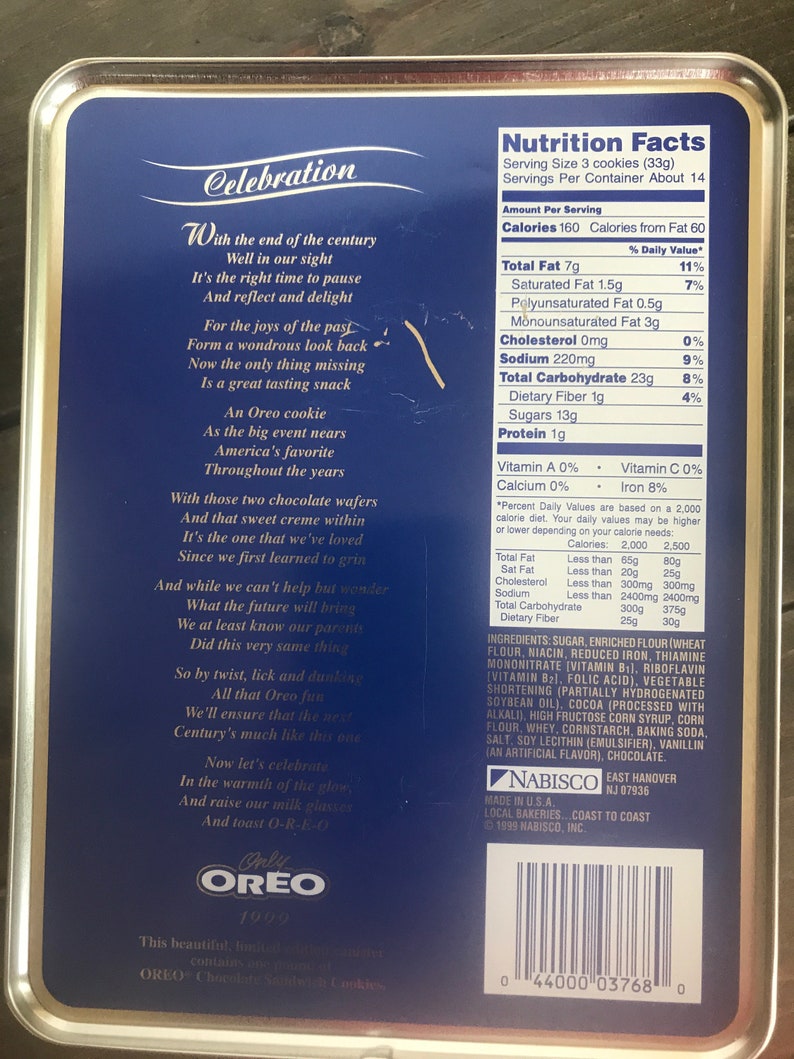 Celebration
With the end of the century
Well in our sight
It's the right time to pause
And reflect and delight
For the joys of the past
Form a wondrous look back
Now the only thing missing
Is a great tasting snack
An Oreo cookie
As the big event nears
America's favorite
Throughout the years
With those two chocolate wafers
And that sweet creme within
It's the one that we've loved
Since we first learned to grin
And while we can't help but wonder
What the future will bring
We at least know our parents
Did this very same thing
So by twist, lick and dunking
All that Oreo fun
We'll ensure that the next
Century's much like this one
Now let's celebrate
In the warmth of the glow,
And raise our milk glasses
And toast O-R-E-O
Only
OREO
1999
This beautiful, limited edition canister
contains one pound of
OREO® Chocolate Sandwich Cookies.
Nutrition Facts
Serving Size 3 cookies (33g)
Servings Per Container About 14
Amount Per Serving
Calories 160 Calories from Fat 60
% Daily Value*
Total Fat 7g 11%
Saturated Fat 1.5g 7%
Polyunsaturated Fat 0.5g
Monounsaturated Fat 3g
Cholesterol 0mg 0%
Sodium 220mg 9%
Total Carbohydrate 23g 8%
Dietary Fiber 1g 4%
Sugars 13g
Protein 1g
Vitamin A 0% • Vitamin C 0%
Calcium 0% • Iron 8%
*Percent Daily Values are based on a 2,000
calorie diet. Your daily values may be higher
or lower depending on your calorie needs:
Calories: 2,000 2,500
Total Fat Less than 65g 80g
Sat Fat Less than 20g 25g
Cholesterol Less than 300mg 300mg
Sodium Less than 2400mg 2400mg
Total Carbohydrate 300g 375g
Dietary Fiber 25g 30g
INGREDIENTS: SUGAR, ENRICHED FLOUR (WHEAT
FLOUR, NIACIN, REDUCED IRON, THIAMINE
MONONITRATE [VITAMIN B1], RIBOFLAVIN
[VITAMIN B2], FOLIC ACID), VEGETABLE
SHORTENING (PARTIALLY HYDROGENATED
SOYBEAN OIL), COCOA (PROCESSED WITH
ALKALI), HIGH FRUCTOSE CORN SYRUP, CORN
FLOUR, WHEY, CORNSTARCH, BAKING SODA,
SALT, SOY LECITHIN (EMULSIFIER), VANILLIN
(AN ARTIFICIAL FLAVOR), CHOCOLATE.
NABISCO EAST HANOVER
NJ 07936
MADE IN U.S.A.
LOCAL BAKERIES...COAST TO COAST
© 1999 NABISCO, INC.
0 44000 03768 0